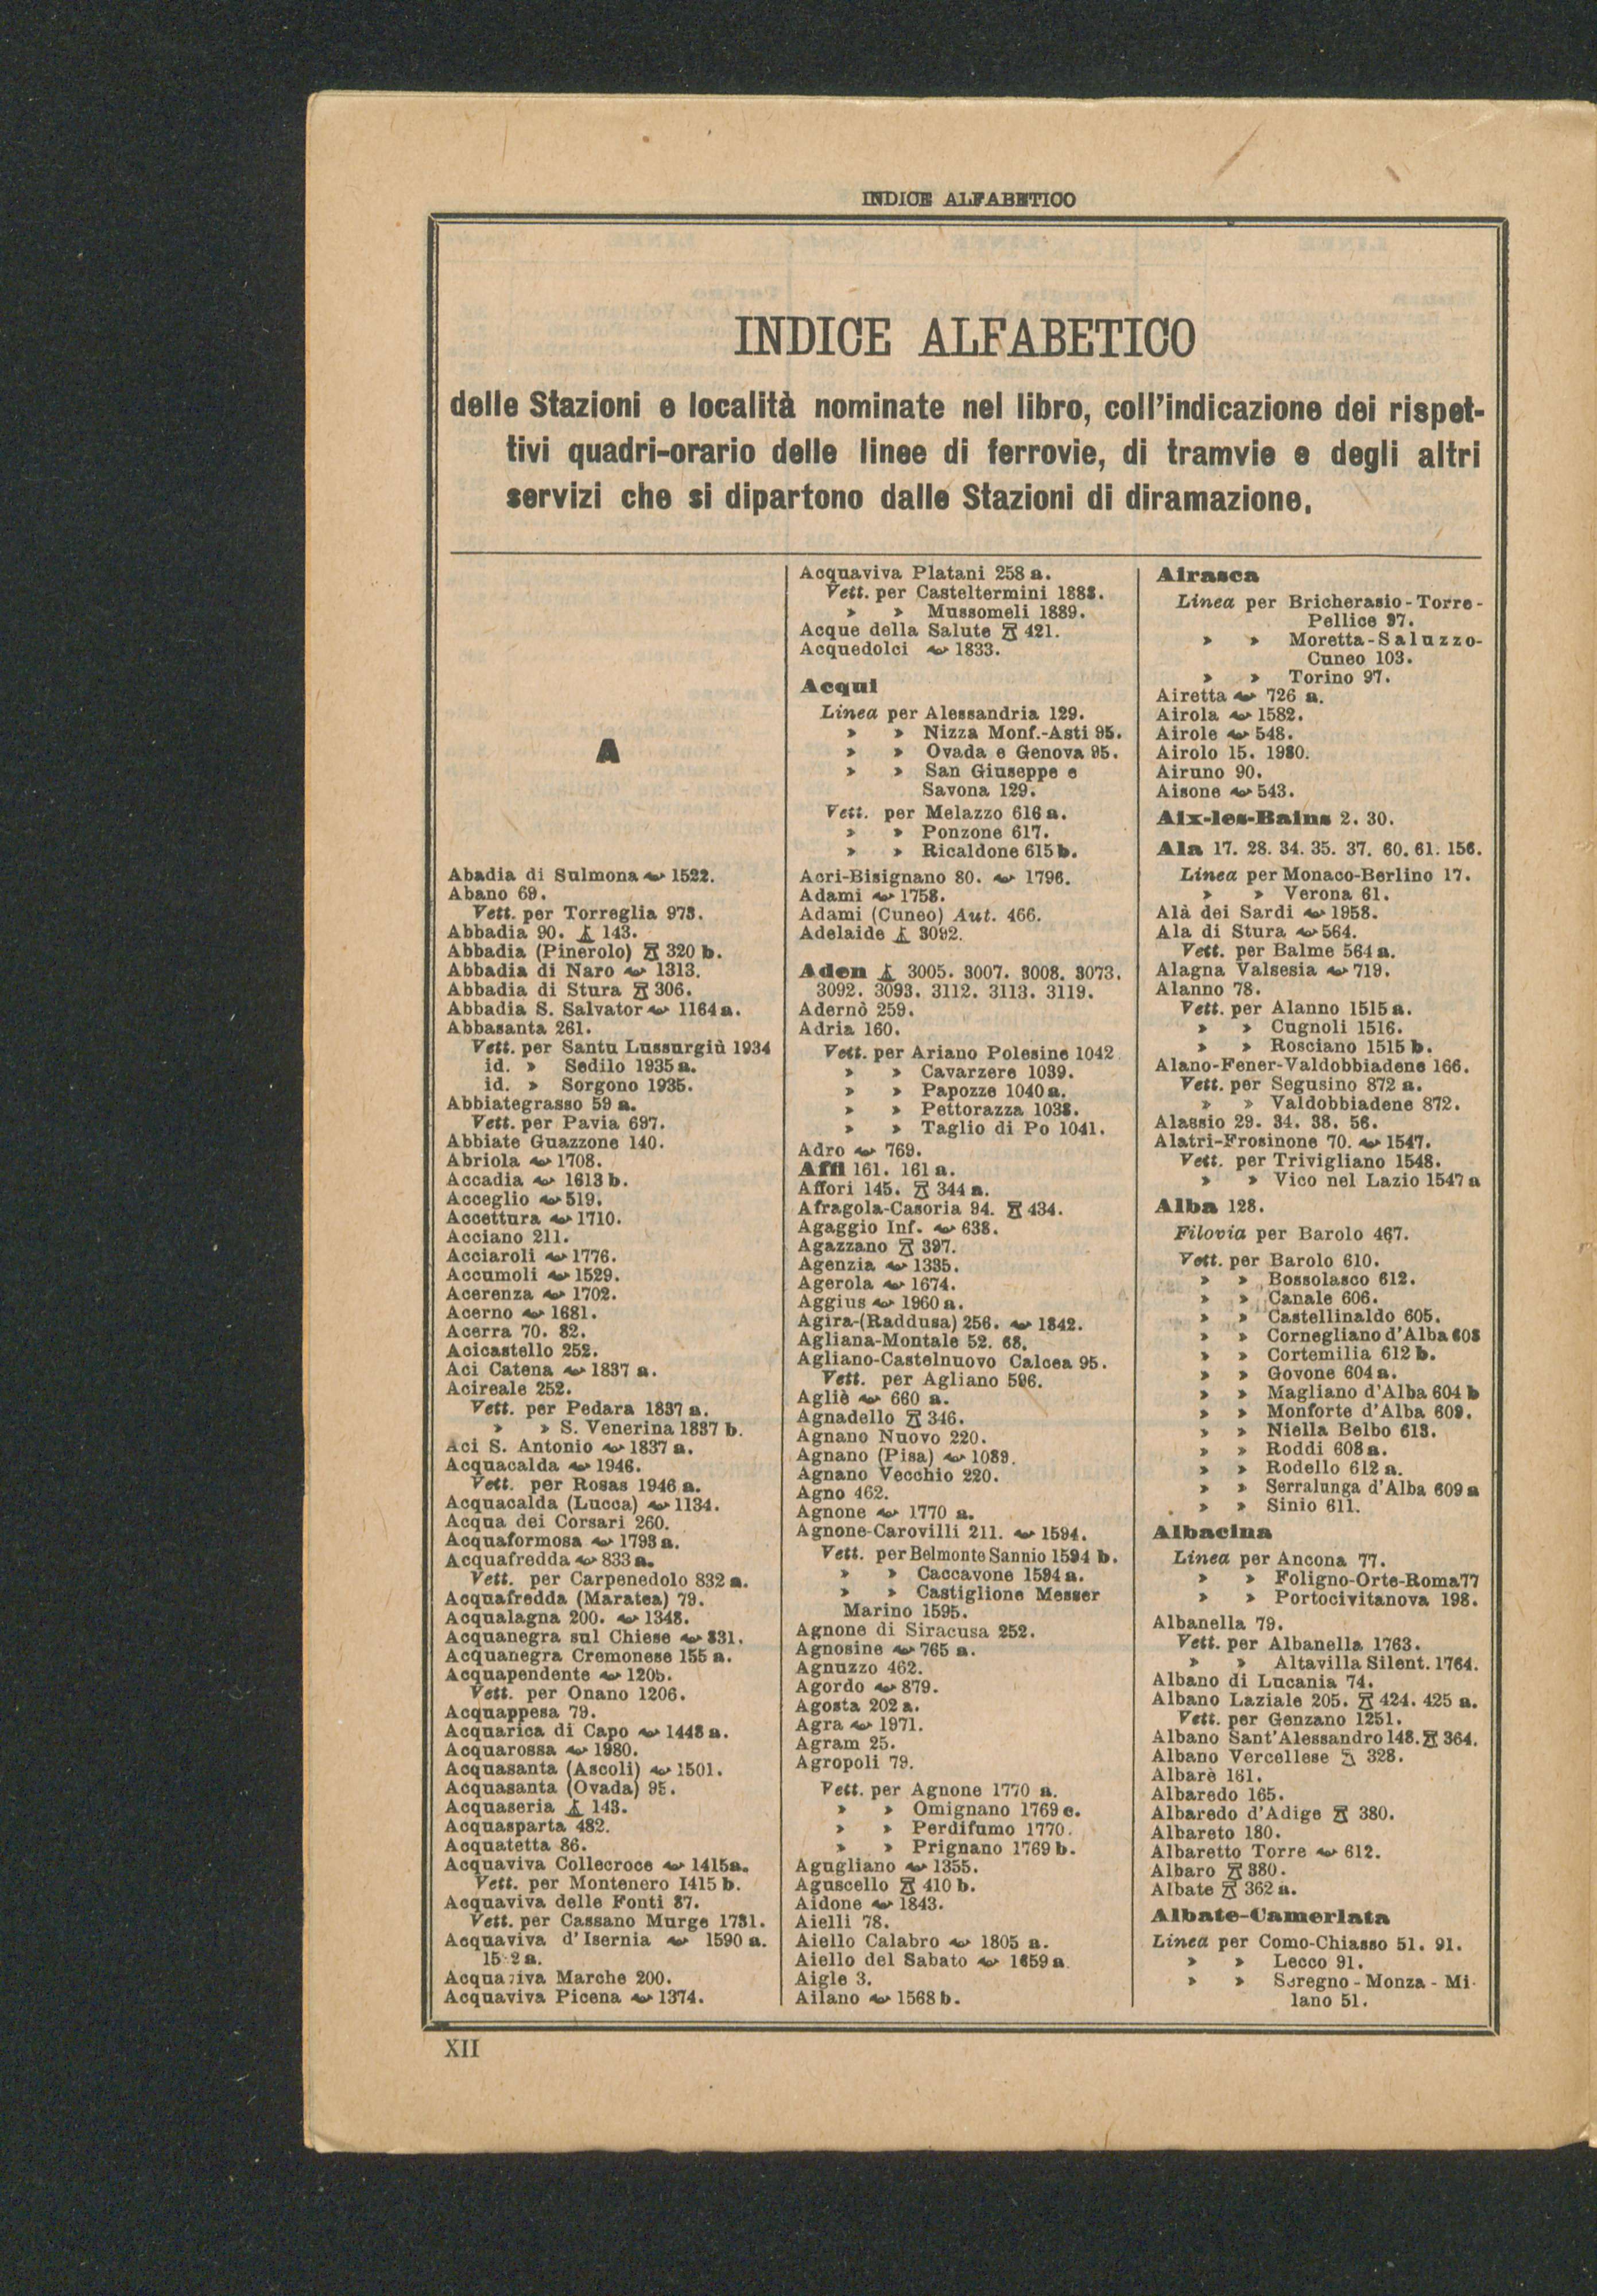 INDICE ALFABETICO
INDICE ALFABETICO
delle Stazioni e località nominate nel libro, coll'indicazione dei rispet-
tivi quadri-orario delle linee di ferrovie, di tramvie e degli altri
servizi che si dipartono dalle Stazioni di diramazione.
A
Abadia di Sulmona 1522.
Abano 69.
Vett. per Torreglia 973.
Abbadia 90. 143.
Abbadia (Pinerolo) 320 b.
Abbadia di Naro 1313.
Abbadia di Stura 306.
Abbadia S. Salvator 1164 a.
Abbasanta 261.
Vett. per Santu Lussurgiù 1934
id. » Sedilo 1935 a.
id. » Sorgono 1935.
Abbiategrasso 59 a.
Vett. per Pavia 697.
Abbiate Guazzone 140.
Abriola 1708.
Accadia 1613 b.
Acceglio 519.
Accettura 1710.
Acciano 211.
Acciaroli 1776.
Accumoli 1529.
Acerenza 1702.
Acerno 1681.
Acerra 70. 82.
Acicastello 252.
Aci Catena 1837 a.
Acireale 252.
Vett. per Pedara 1837 a.
» » S. Venerina 1837 b.
Aci S. Antonio 1837 a.
Acquacalda 1946.
Vett. per Rosas 1946 a.
Acquacalda (Lucca) 1134.
Acqua dei Corsari 260.
Acquaformosa 1793 a.
Acquafredda 833 a.
Vett. per Carpenedolo 832 a.
Acquafredda (Maratea) 79.
Acqualagna 200. 1348.
Acquanegra sul Chiese 831.
Acquanegra Cremonese 155 a.
Acquapendente 1205.
Vett. per Onano 1206.
Acquappesa 79.
Acquarica di Capo 1448 a.
Acquarossa 1980.
Acquasanta (Ascoli) 1501.
Acquasanta (Ovada) 95.
Acquaseria 143.
Acquasparta 482.
Acquatetta 86.
Acquaviva Collecroce 1415a.
Vett. per Montenero 1415 b.
Acquaviva delle Fonti 87.
Vett. per Cassano Murge 1731.
Acquaviva d'Isernia 1590 a.
Acquaviva Marche 200.
Acquaviva Picena 1374.
Acquaviva Platani 258 a.
Vett. per Casteltermini 1888.
» » Mussomeli 1889.
Acque della Salute 421.
Acquedolci 1833.
Acqui
Linea per Alessandria 129.
» » Nizza Monf.-Asti 95.
» » Ovada e Genova 95.
» » San Giuseppe e
Savona 129.
Vett. per Melazzo 616 a.
» » Ponzone 617.
» » Ricaldone 615 b.
Acri-Bisignano 80. 1796.
Adami 1758.
Adami (Cuneo) Aut. 466.
Adelaide 3092.
Aden 3005. 3007. 3008. 3073.
3092. 3093. 3112. 3113. 3119.
Adernò 259.
Adria 160.
Vett. per Ariano Polesine 1042
» » Cavarzere 1039.
» » Papozze 1040 a.
» » Pettorazza 1038.
» » Taglio di Po 1041.
Adro 769.
Affi 161. 161 a.
Affori 145. 344 a.
Afragola-Casoria 94. 434.
Agaggio Inf. 638.
Agazzano 397.
Agenzia 1335.
Agerola 1674.
Aggius 1960 a.
Agira-(Raddusa) 256. 1842.
Agliana-Montale 52. 68.
Agliano-Castelnuovo Calcea 95.
Vett. per Agliano 596.
Agliè 660 a.
Agnadello 346.
Agnano Nuovo 220.
Agnano (Pisa) 1089.
Agnano Vecchio 220.
Agno 462.
Agnone 1770 a.
Agnone-Carovilli 211. 1594.
Vett. per Belmonte Sannio 1594 b.
» » Caccavone 1594 a.
» » Castiglione Messer
Marino 1595.
Agnone di Siracusa 252.
Agnosine 765 a.
Agnuzzo 462.
Agordo 879.
Agosta 202 a.
Agra 1971.
Agram 25.
Agropoli 79.
Vett. per Agnone 1770 a.
» » Omignano 1769 c.
» » Perdifumo 1770.
» » Prignano 1769 b.
Agugliano 1355.
Aguscello 410 b.
Aidone 1843.
Aielli 78.
Aiello Calabro 1805 a.
Aiello del Sabato 1659 a
Aigle 3.
Ailano 1568 b.
Airasca
Linea per Bricherasio-Torre-
Pellice 97.
» » Moretta-Saluzzo-
Cuneo 103.
» » Torino 97.
Airetta 726 a.
Airola 1582.
Airole 548.
Airolo 15. 1980.
Airuno 90.
Aisone 543.
Aix-les-Bains 2. 30.
Ala 17. 28. 34. 35. 37. 60. 61. 156.
Linea per Monaco-Berlino 17.
» » Verona 61.
Alà dei Sardi 1958.
Ala di Stura 564.
Vett. per Balme 564 a.
Alagna Valsesia 719.
Alanno 78.
Vett. per Alanno 1515 a.
» » Cugnoli 1516.
» » Rosciano 1515 b.
Alano-Fener-Valdobbiadene 166.
Vett. per Segusino 872 a.
» » Valdobbiadene 872.
Alassio 29. 34. 38. 56.
Alatri-Frosinone 70. 1547.
Vett. per Trivigliano 1548.
» » Vico nel Lazio 1547 a
Alba 128.
Filovia per Barolo 467.
Vett. per Barolo 610.
» » Bossolasco 612.
» » Canale 606.
» » Castellinaldo 605.
» » Cornegliano d'Alba 608
» » Cortemilia 612 b.
» » Govone 604 a.
» » Magliano d'Alba 604 b
» » Monforte d'Alba 609.
» » Niella Belbo 613.
» » Roddi 608 a.
» » Rodello 612 a.
» » Serralunga d'Alba 609 a
» » Sinio 611.
Albacina
Linea per Ancona 77.
» » Foligno-Orte-Roma 77
» » Portocivitanova 198.
Albanella 79.
Vett. per Albanella 1763.
» » Altavilla Silent. 1764.
Albano di Lucania 74.
Albano Laziale 205. 424. 425 a.
Vett. per Genzano 1251.
Albano Sant'Alessandro 148. 364.
Albano Vercellese 328.
Albarè 161.
Albaredo 165.
Albaredo d'Adige 380.
Albareto 180.
Albaretto Torre 612.
Albaro 380.
Albate 362 a.
Albate-Camerlata
Linea per Como-Chiasso 51. 91.
» » Lecco 91.
» » Seregno - Monza - Mi-
lano 51.
XII